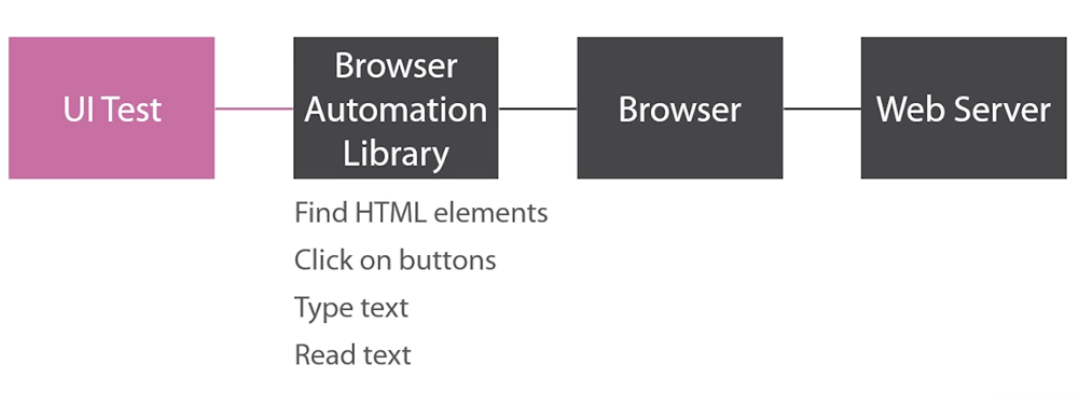 UI Test
Browser
Automation
Library
Browser
Web Server
Find HTML elements
Click on buttons
Type text
Read text